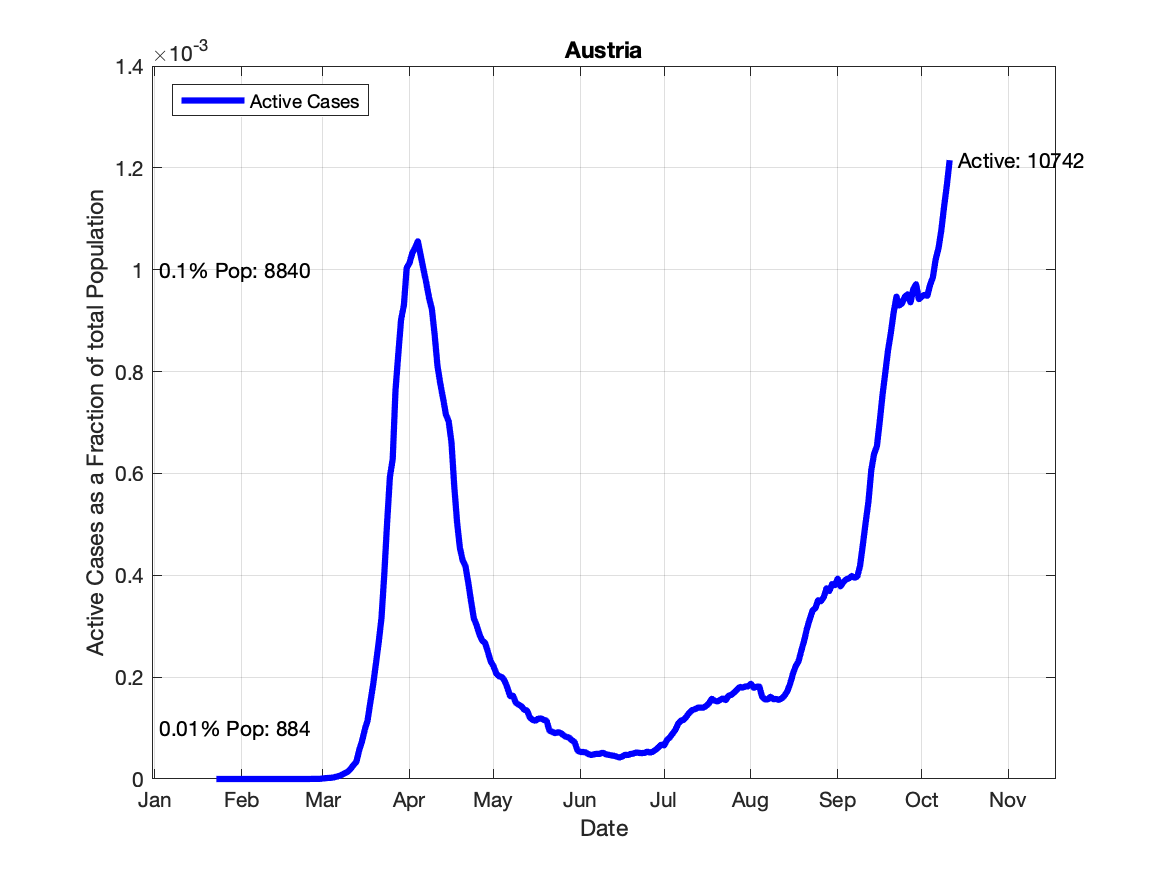 Austria
×10-3
1.4
1.2
1
0.8
0.6
0.4
0.2
0
Active Cases
Active: 10742
0.1% Pop: 8840
0.01% Pop: 884
Active Cases as a Fraction of total Population
Jan Feb Mar Apr May Jun Jul Aug Sep Oct Nov
Date